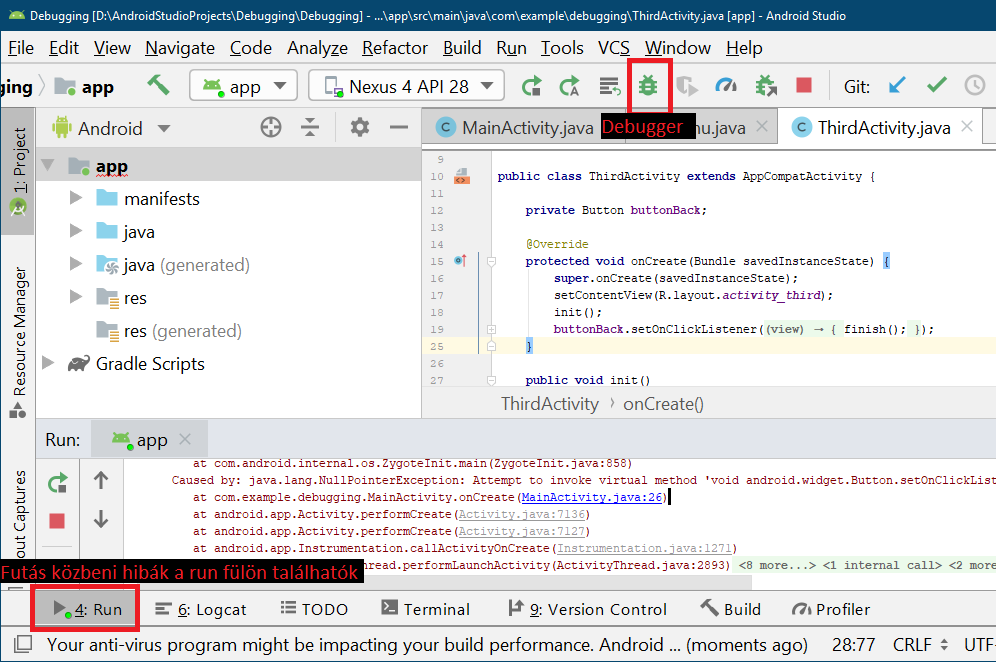 Debugging [D:\AndroidStudioProjects\Debugging\Debugging] - ...\app\src\main\java\com\example\debugging\ThirdActivity.java [app] - Android Studio
File Edit View Navigate Code Analyze Refactor Build Run Tools VCS Window Help
ging app app Nexus 4 API 28 Git:
1: Project
Resource Manager
out Captures
Android
app
manifests
java
java (generated)
res
res (generated)
Gradle Scripts
MainActivity.java Debugger nu.java ThirdActivity.java
9
10 public class ThirdActivity extends AppCompatActivity {
11
12 private Button buttonBack;
13
14 @Override
15 protected void onCreate(Bundle savedInstanceState) {
16 super.onCreate(savedInstanceState);
17 setContentView(R.layout.activity_third);
18 init();
19 buttonBack.setOnClickListener((view) → { finish(); });
25 }
26
27 public void init()
ThirdActivity › onCreate()
Run: app
at com.android.internal.os.ZygoteInit.main(ZygoteInit.java:858)
Caused by: java.lang.NullPointerException: Attempt to invoke virtual method 'void android.widget.Button.setOnClickList
at com.example.debugging.MainActivity.onCreate(MainActivity.java:26)
at android.app.Activity.performCreate(Activity.java:7136)
at android.app.Activity.performCreate(Activity.java:7127)
at android.app.Instrumentation.callActivityOnCreate(Instrumentation.java:1271)
hread.performLaunchActivity(ActivityThread.java:2893) <8 more...> <1 internal call> <2 more
Futás közbeni hibák a run fülön találhatók
4: Run 6: Logcat TODO Terminal 9: Version Control Build Profiler
Your anti-virus program might be impacting your build performance. Android ... (moments ago) 28:77 CRLF UTF